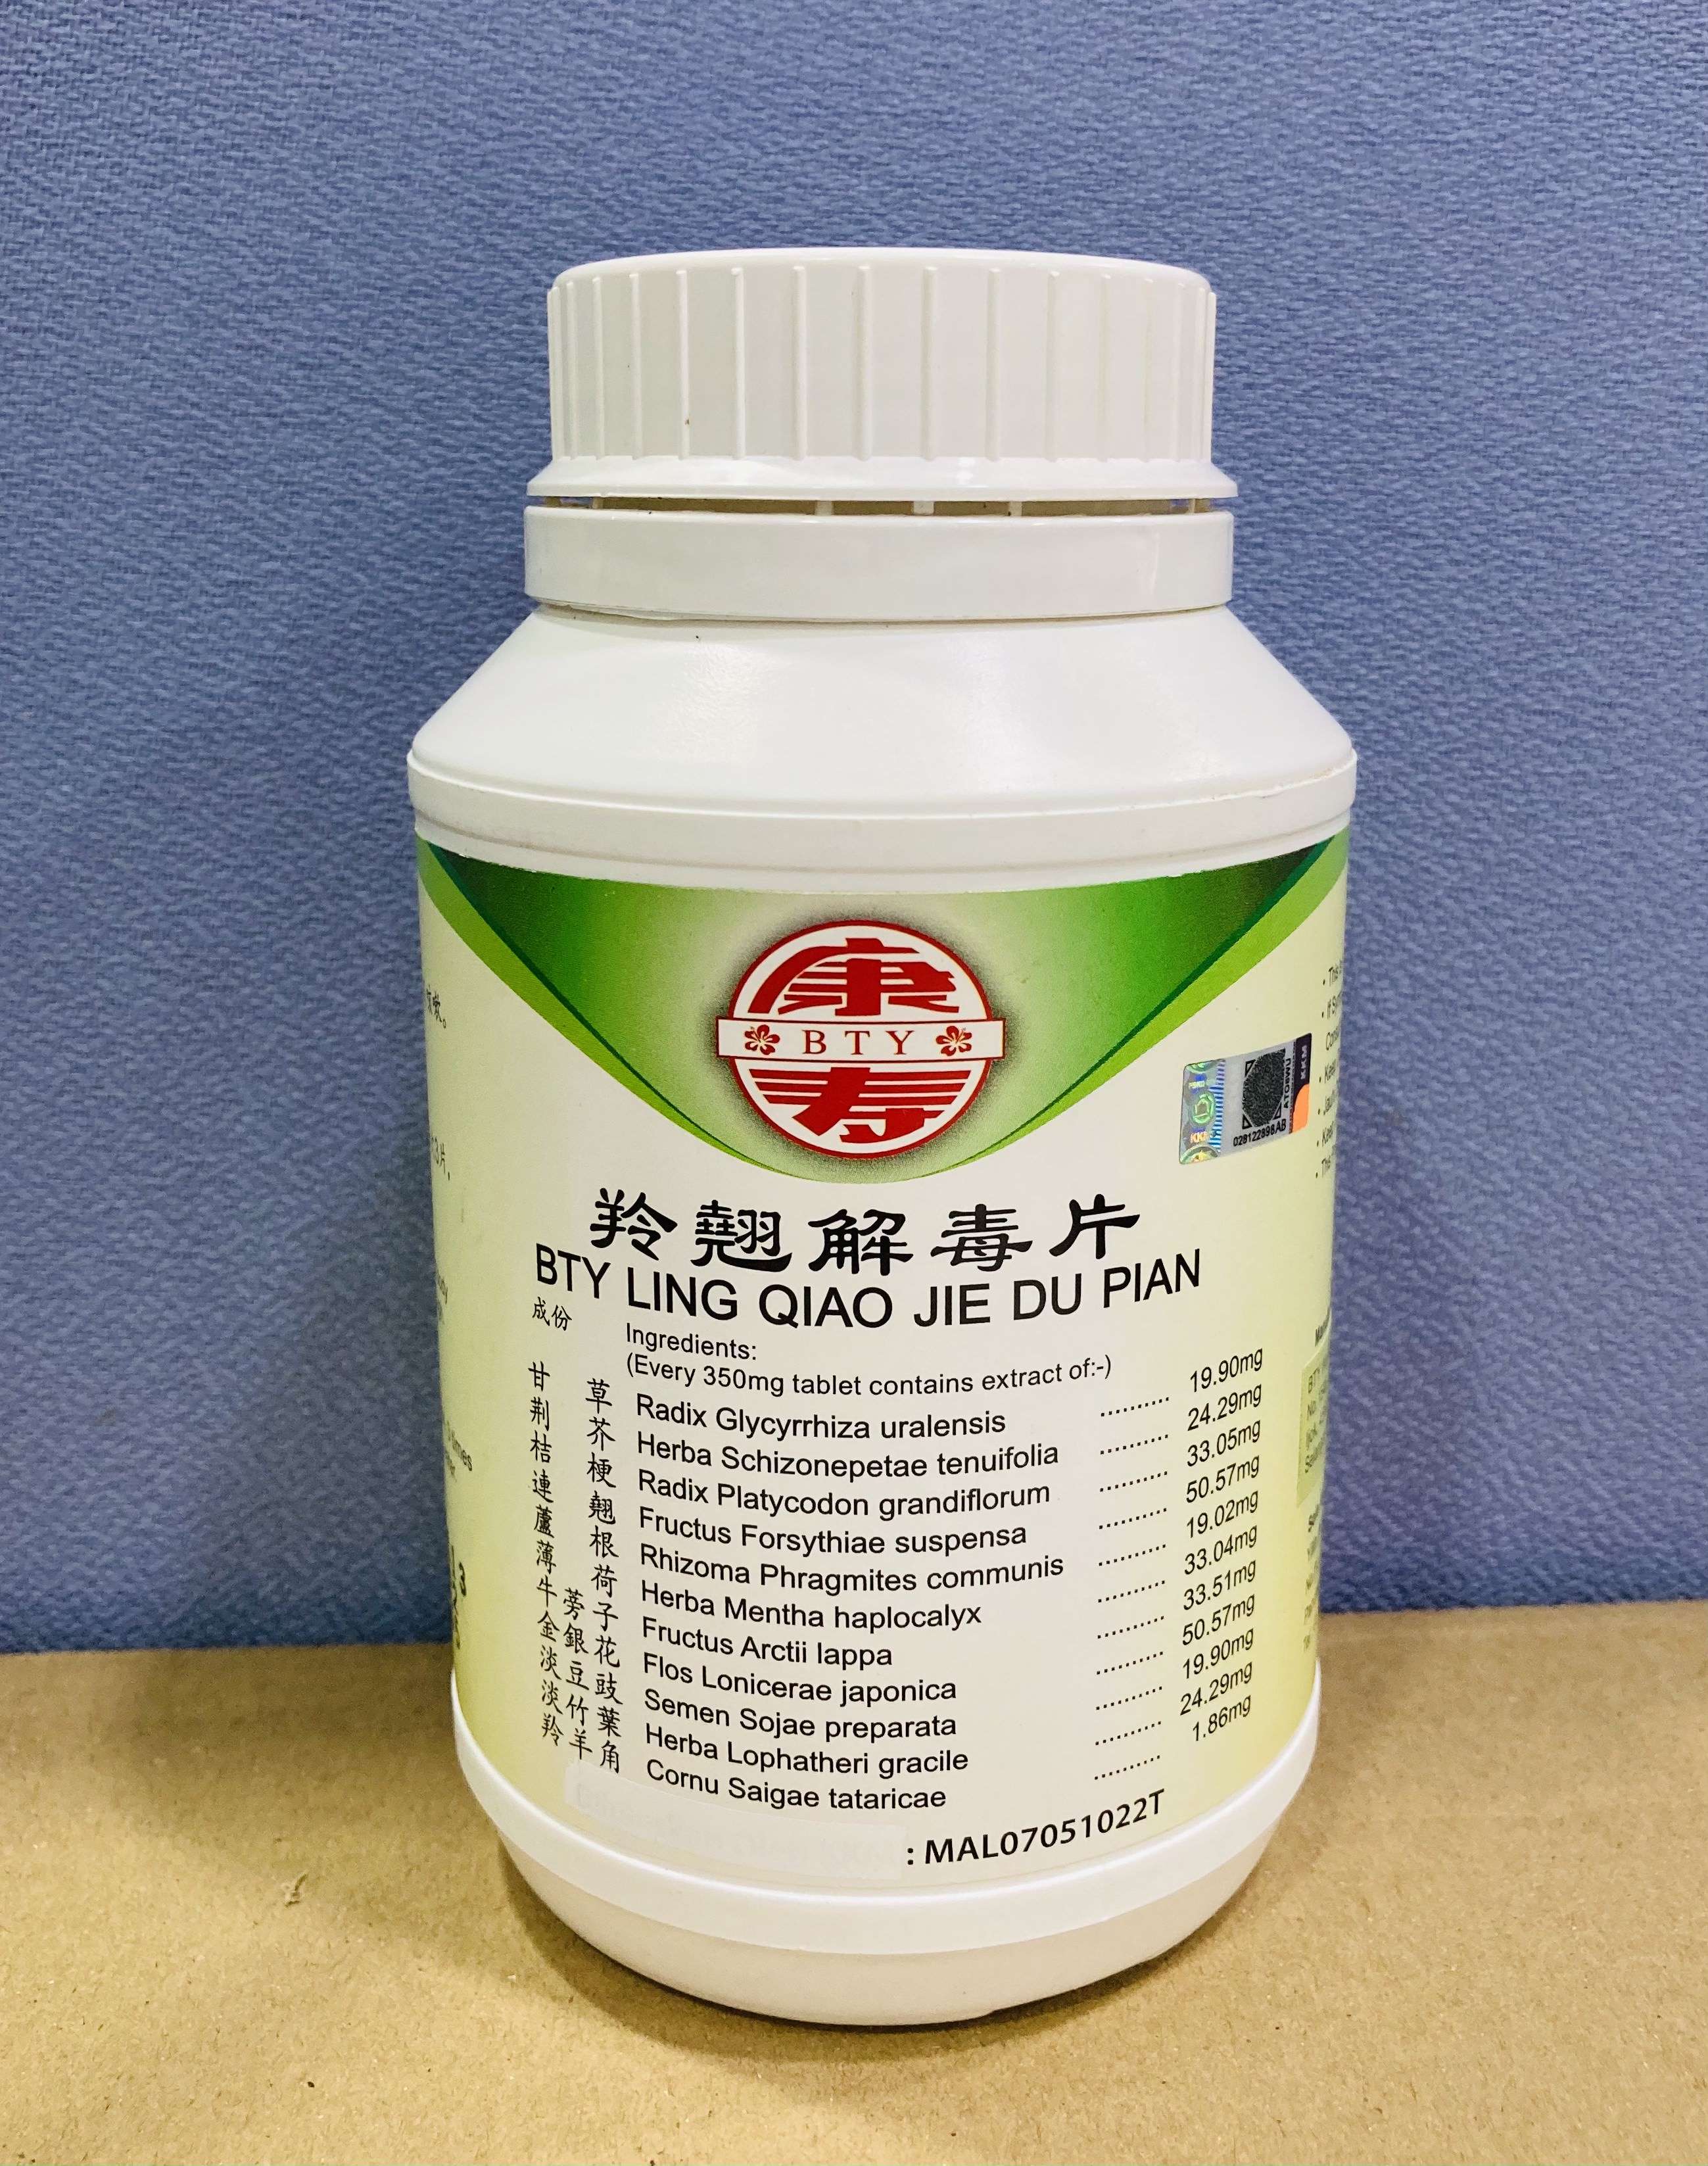 康
BTY
寿
KKM
028122898AB
羚翹解毒片
BTY LING QIAO JIE DU PIAN
成份
Ingredients:
(Every 350mg tablet contains extract of:-)
甘草 Radix Glycyrrhiza uralensis .......... 19.90mg
荆芥 Herba Schizonepetae tenuifolia .......... 24.29mg
桔梗 Radix Platycodon grandiflorum .......... 33.05mg
連翹 Fructus Forsythiae suspensa .......... 50.57mg
蘆根 Rhizoma Phragmites communis .......... 19.02mg
薄荷 Herba Mentha haplocalyx .......... 33.04mg
牛蒡子 Fructus Arctii lappa .......... 33.51mg
金銀花 Flos Lonicerae japonica .......... 50.57mg
淡豆豉 Semen Sojae preparata .......... 19.90mg
淡竹葉 Herba Lophatheri gracile .......... 24.29mg
羚羊角 Cornu Saigae tataricae .......... 1.86mg
: MAL07051022T